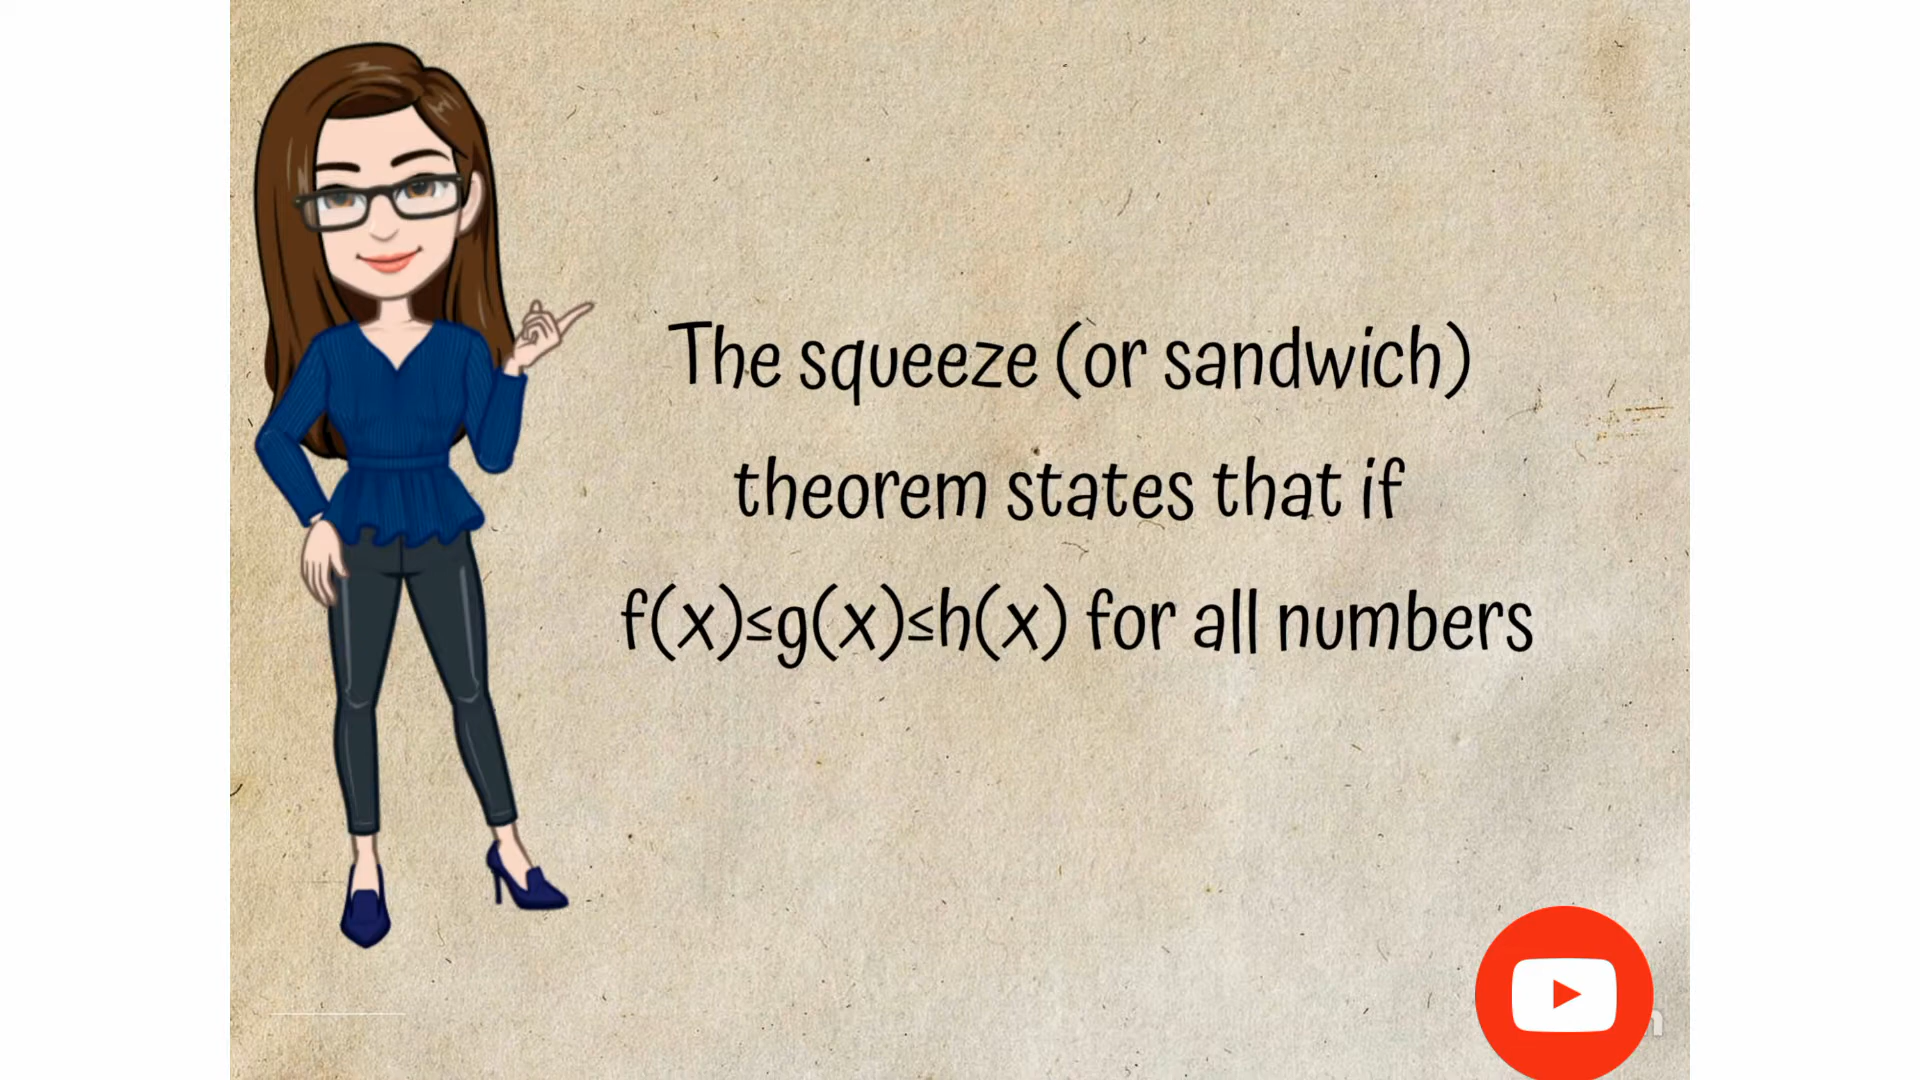 The squeeze (or sandwich)
theorem states that if
f(x)≤g(x)≤h(x) for all numbers